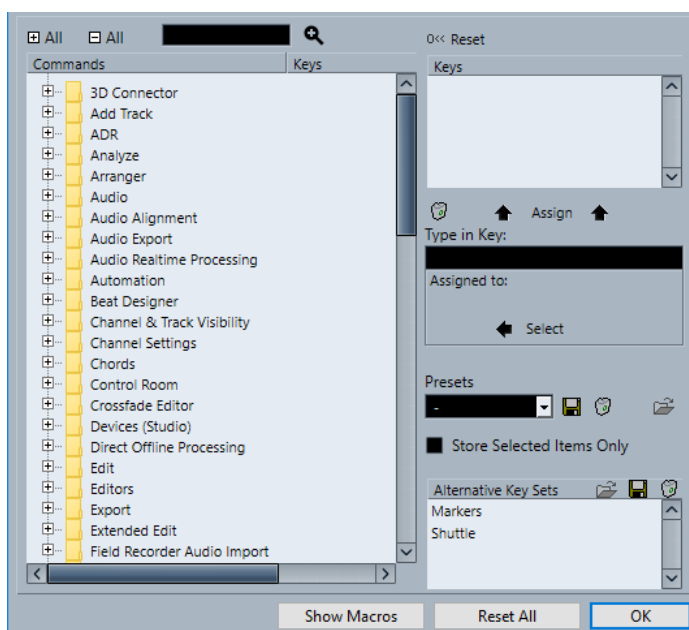 All
All
0<< Reset
Commands
Keys
Keys
3D Connector
Add Track
ADR
Analyze
Arranger
Audio
Audio Alignment
Audio Export
Audio Realtime Processing
Automation
Beat Designer
Channel & Track Visibility
Channel Settings
Chords
Control Room
Crossfade Editor
Devices (Studio)
Direct Offline Processing
Edit
Editors
Export
Extended Edit
Field Recorder Audio Import
Assign
Type in Key:
Assigned to:
Select
Presets
-
Store Selected Items Only
Alternative Key Sets
Markers
Shuttle
Show Macros
Reset All
OK